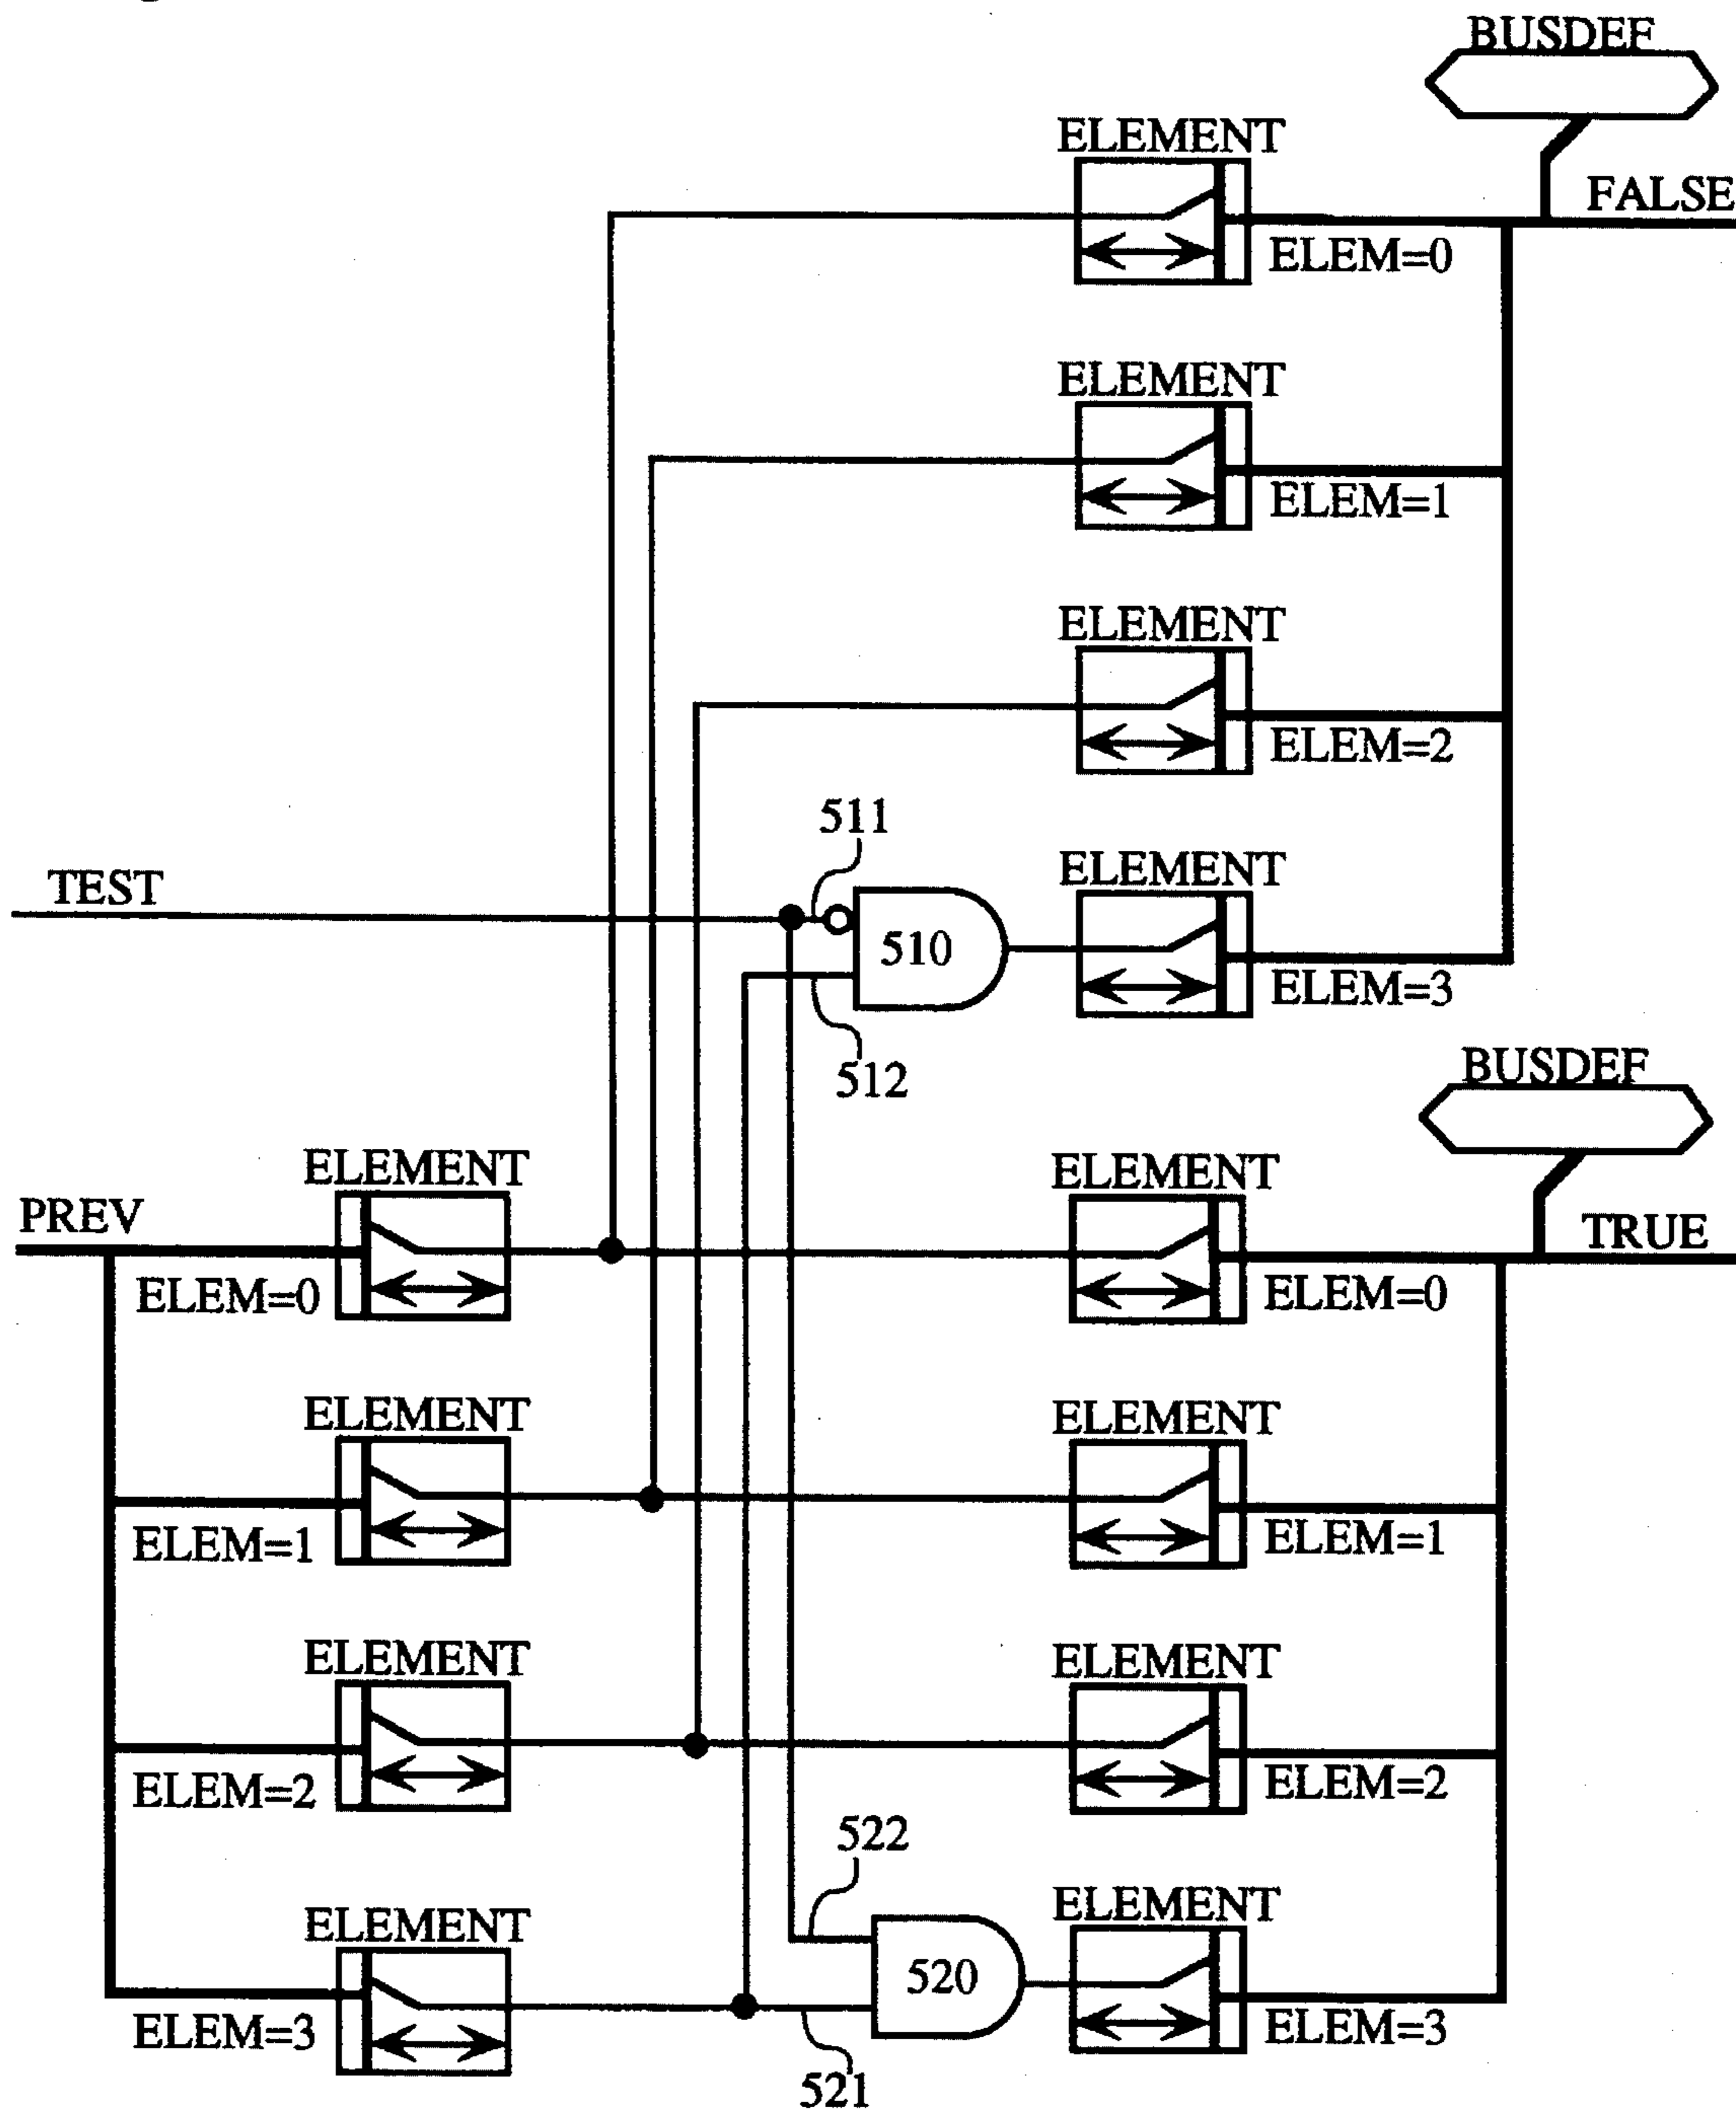 BUSDEF
ELEMENT
FALSE
ELEM=0
ELEMENT
ELEM=1
ELEMENT
ELEM=2
511
TEST
ELEMENT
510
ELEM=3
512
BUSDEF
ELEMENT
ELEMENT
PREV
TRUE
ELEM=0
ELEM=0
ELEMENT
ELEMENT
ELEM=1
ELEM=1
ELEMENT
ELEMENT
ELEM=2
ELEM=2
522
ELEMENT
ELEMENT
520
ELEM=3
ELEM=3
521